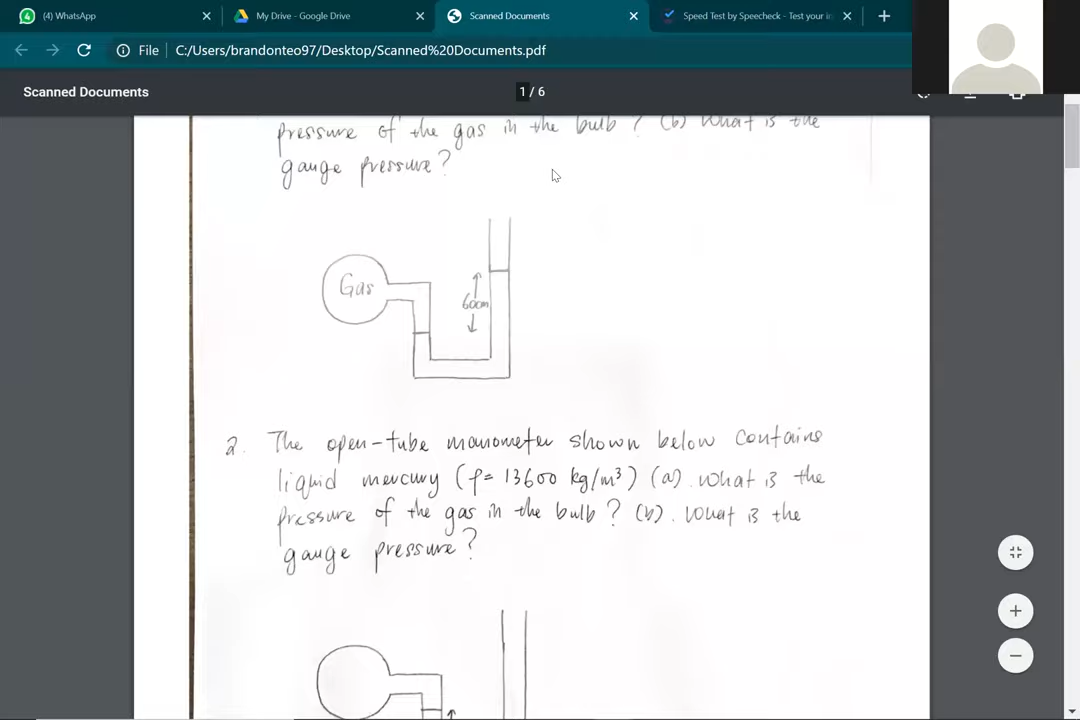 4
(4) WhatsApp
My Drive - Google Drive
Scanned Documents
Speed Test by Speecheck - Test your in
File
C:/Users/brandonteo97/Desktop/Scanned%20Documents.pdf
Scanned Documents
1 / 6
pressure of the gas in the bulb? (b) What is the
gauge pressure?
Gas
60cm
2. The open-tube manometer shown below contains
liquid mercury (ρ= 13600 kg/m³) (a). What is the
pressure of the gas in the bulb? (b). What is the
gauge pressure?